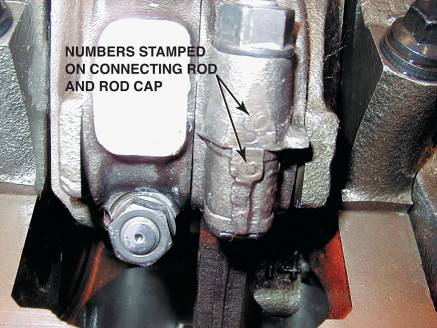 NUMBERS STAMPED
ON CONNECTING ROD
AND ROD CAP